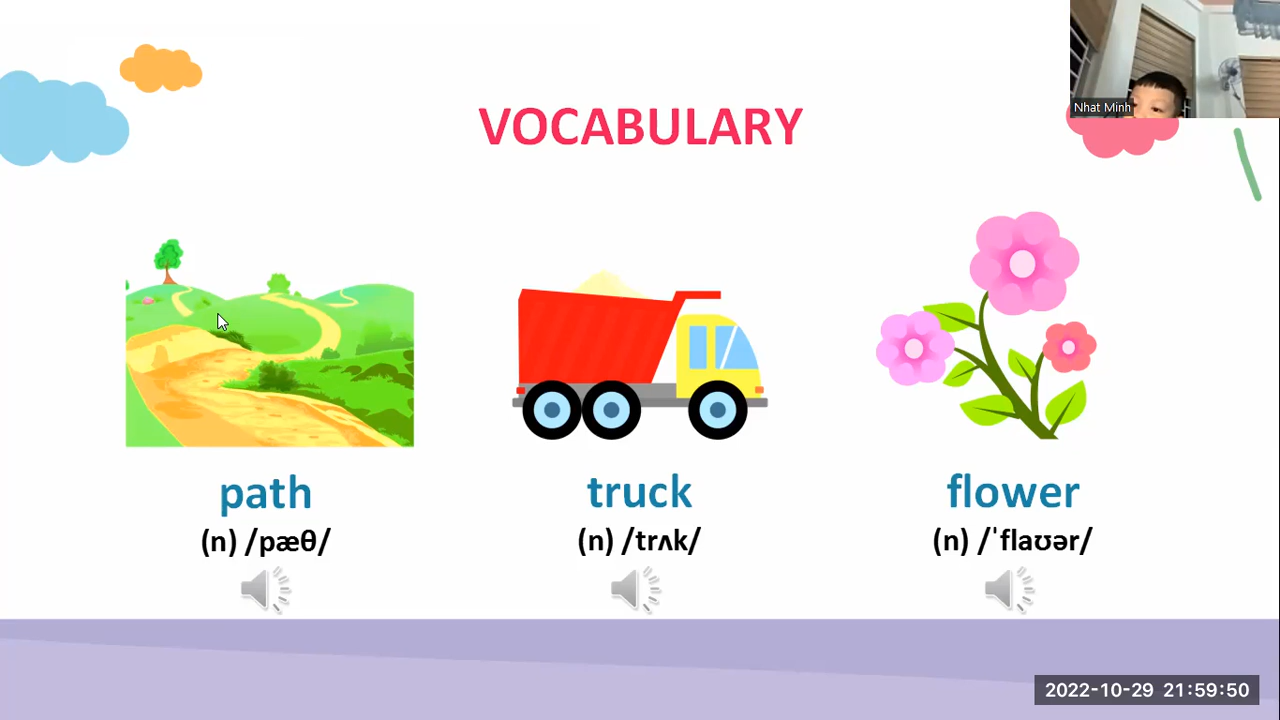 Nhat Minh
VOCABULARY
path
(n) /pæθ/
truck
(n) /trʌk/
flower
(n) /ˈflaʊər/
2022-10-29 21:59:50